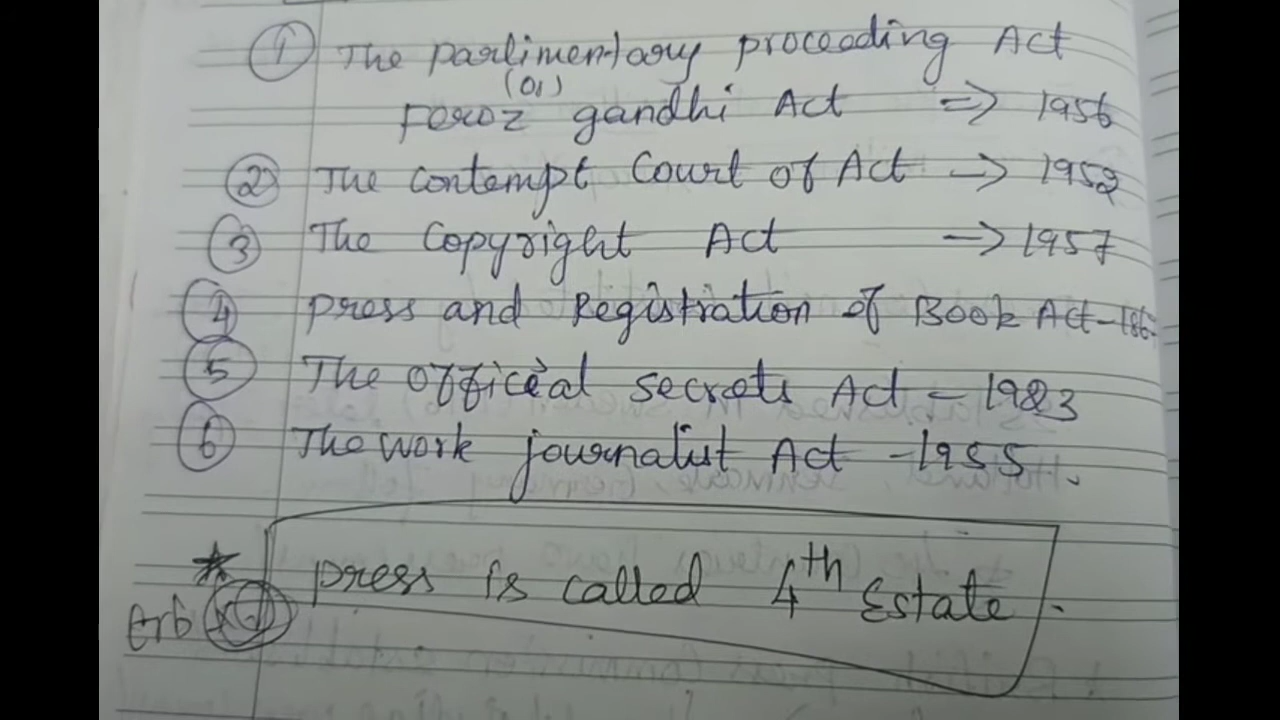 1 The parlimentary proceeding Act
(or)
Feroz gandhi Act => 1956
2 The contempt Court of Act -> 1952
3 The Copyright Act -> 1957
4 press and Registration of Book Act - 186
5 The officeal secrets Act - 1923
6 The work journalist Act - 1955.
press is called 4th Estate.